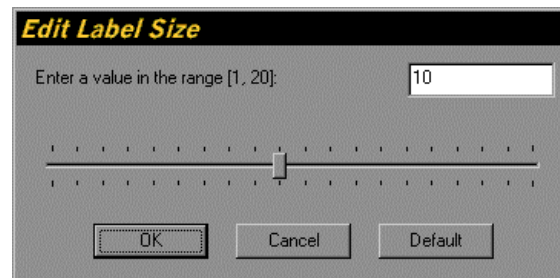 Edit Label Size
Enter a value in the range [1, 20]: 10
OK Cancel Default